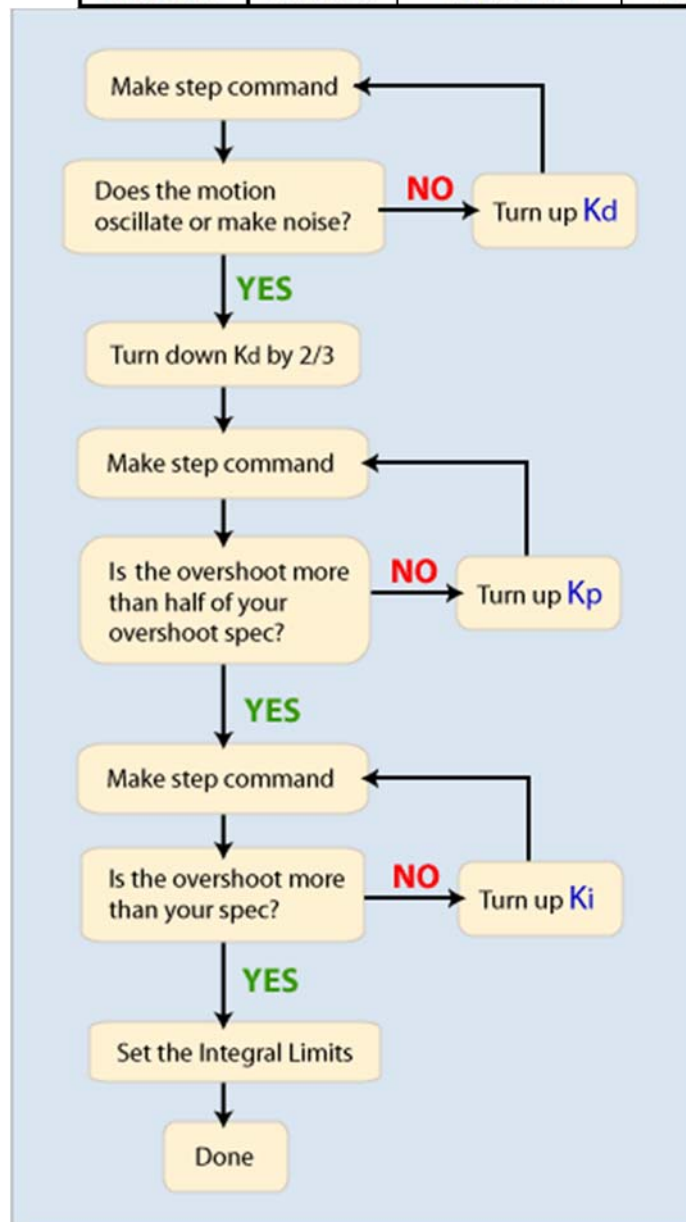 Make step command
Does the motion
oscillate or make noise?
NO
Turn up Kd
YES
Turn down Kd by 2/3
Make step command
Is the overshoot more
than half of your
overshoot spec?
NO
Turn up Kp
YES
Make step command
Is the overshoot more
than your spec?
NO
Turn up Ki
YES
Set the Integral Limits
Done